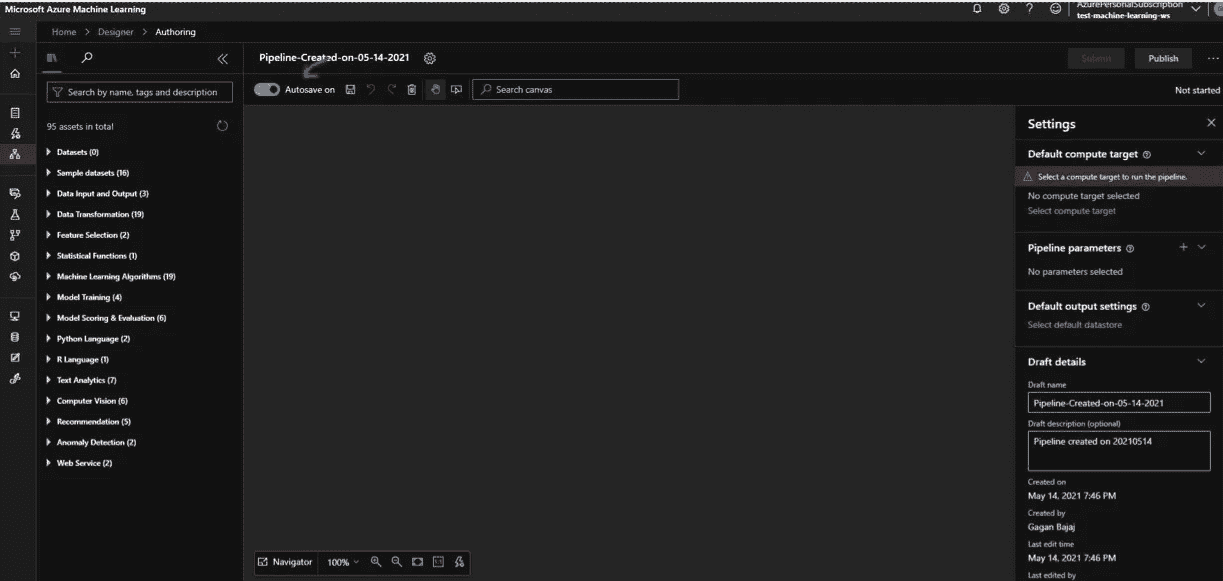 Microsoft Azure Machine Learning
AzurePersonalSubscription
test-machine-learning-ws
Home > Designer > Authoring
Pipeline-Created-on-05-14-2021
Submit
Publish
Search by name, tags and description
Autosave on
Search canvas
Not started
95 assets in total
Datasets (0)
Sample datasets (16)
Data Input and Output (3)
Data Transformation (19)
Feature Selection (2)
Statistical Functions (1)
Machine Learning Algorithms (19)
Model Training (4)
Model Scoring & Evaluation (6)
Python Language (2)
R Language (1)
Text Analytics (7)
Computer Vision (6)
Recommendation (5)
Anomaly Detection (2)
Web Service (2)
Navigator
100%
1:1
Settings
Default compute target
Select a compute target to run the pipeline.
No compute target selected
Select compute target
Pipeline parameters
No parameters selected
Default output settings
Select default datastore
Draft details
Draft name
Pipeline-Created-on-05-14-2021
Draft description (optional)
Pipeline created on 20210514
Created on
May 14, 2021 7:46 PM
Created by
Gagan Bajaj
Last edit time
May 14, 2021 7:46 PM
Last edited by